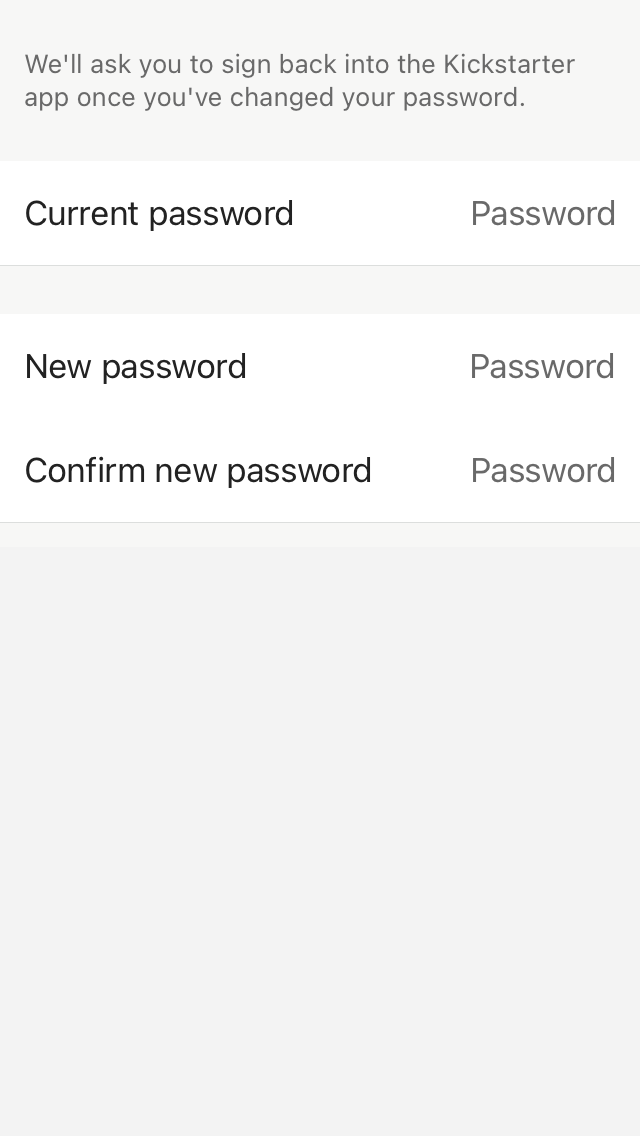 We'll ask you to sign back into the Kickstarter
app once you've changed your password.
Current password Password
New password Password
Confirm new password Password